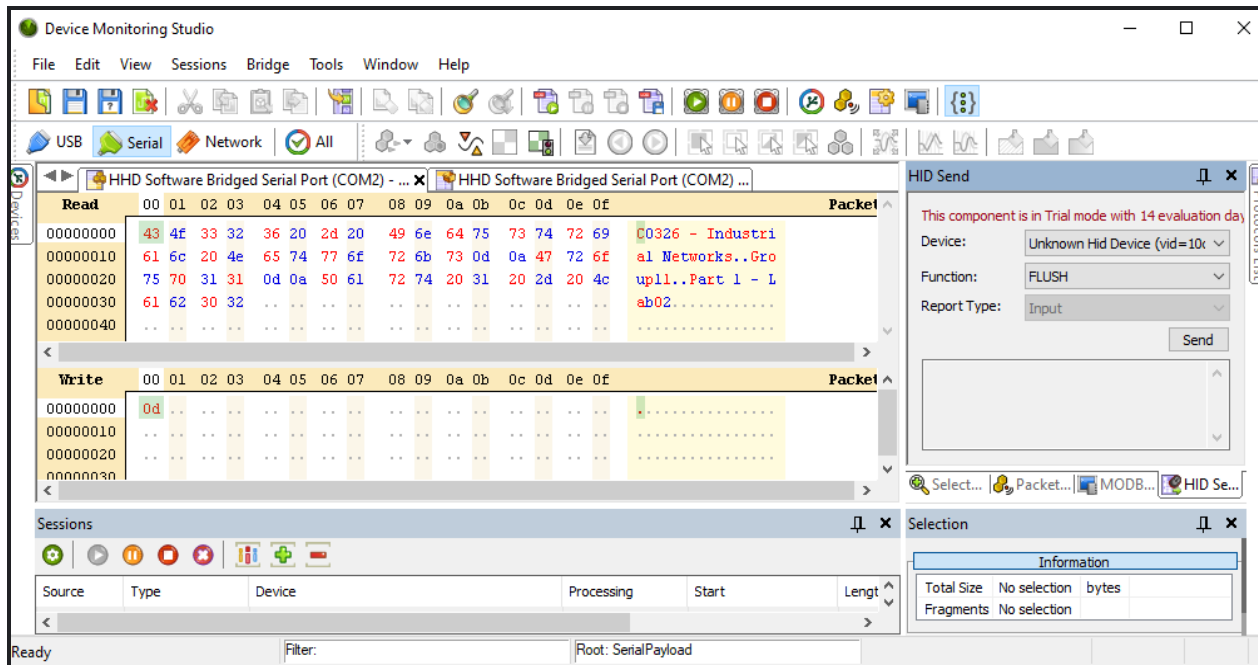 Device Monitoring Studio
File Edit View Sessions Bridge Tools Window Help
USB Serial Network All
Devices
HHD Software Bridged Serial Port (COM2) - ... HHD Software Bridged Serial Port (COM2) ...
Read 00 01 02 03 04 05 06 07 08 09 0a 0b 0c 0d 0e 0f Packet
00000000 43 4f 33 32 36 20 2d 20 49 6e 64 75 73 74 72 69 C0326 - Industri
00000010 61 6c 20 4e 65 74 77 6f 72 6b 73 0d 0a 47 72 6f al Networks..Gro
00000020 75 70 31 31 0d 0a 50 61 72 74 20 31 20 2d 20 4c up11..Part 1 - L
00000030 61 62 30 32 .. .. .. .. .. .. .. .. .. .. .. .. ab02............
00000040 .. .. .. .. .. .. .. .. .. .. .. .. .. .. .. .. ................
Write 00 01 02 03 04 05 06 07 08 09 0a 0b 0c 0d 0e 0f Packet
00000000 0d .. .. .. .. .. .. .. .. .. .. .. .. .. .. .. ................
00000010 .. .. .. .. .. .. .. .. .. .. .. .. .. .. .. .. ................
00000020 .. .. .. .. .. .. .. .. .. .. .. .. .. .. .. .. ................
00000030
HID Send
This component is in Trial mode with 14 evaluation day
Device: Unknown Hid Device (vid=10c
Function: FLUSH
Report Type: Input
Send
Select... Packet... MODB... HID Se...
Protocols List
Sessions
Source Type Device Processing Start Lengt
Selection
Information
Total Size No selection bytes
Fragments No selection
Ready Filter: Root: SerialPayload